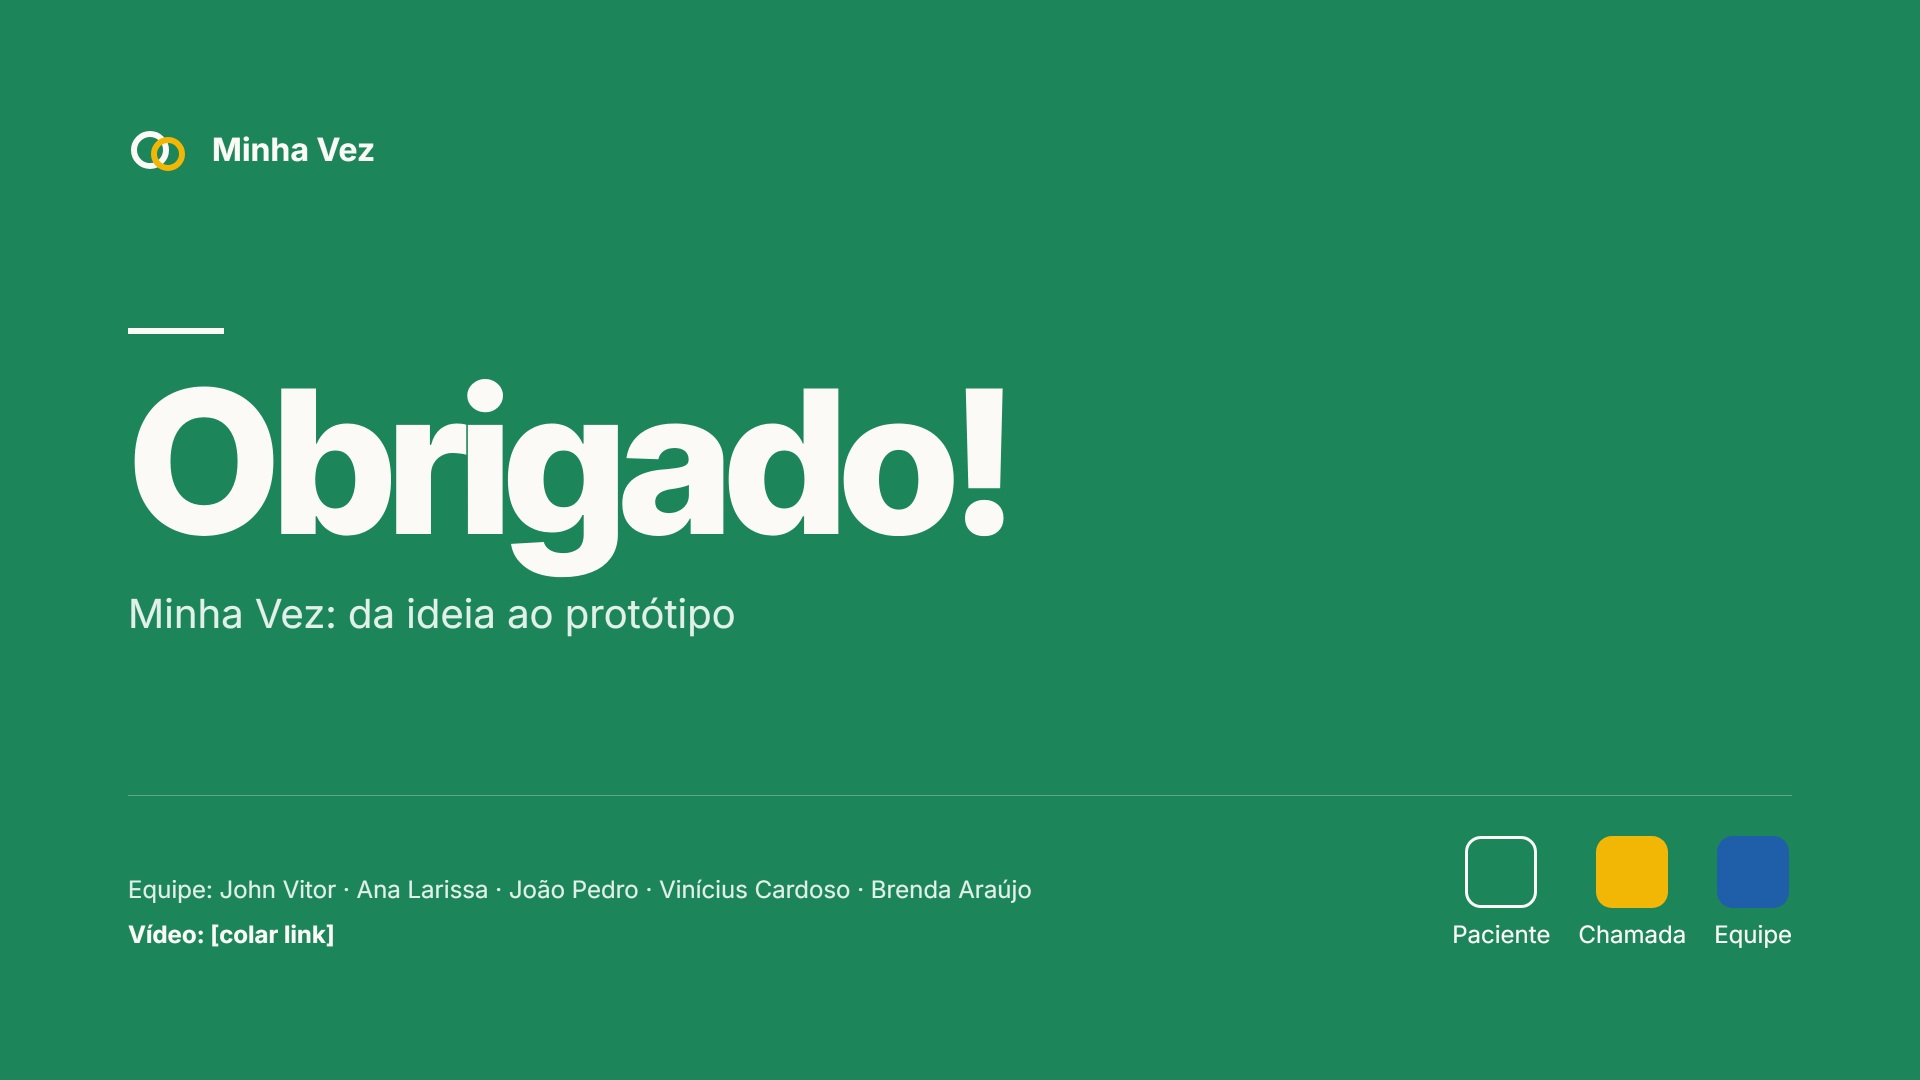 Minha Vez
Obrigado!
Minha Vez: da ideia ao protótipo
Equipe: John Vitor · Ana Larissa · João Pedro · Vinícius Cardoso · Brenda Araújo
Vídeo: [colar link]
Paciente
Chamada
Equipe